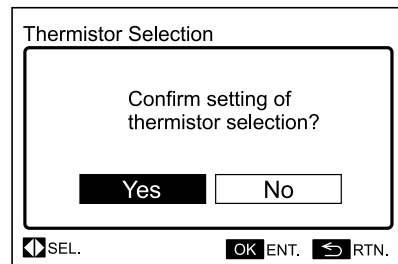 Thermistor Selection
Confirm setting of
thermistor selection?
Yes No
SEL. OK ENT. RTN.